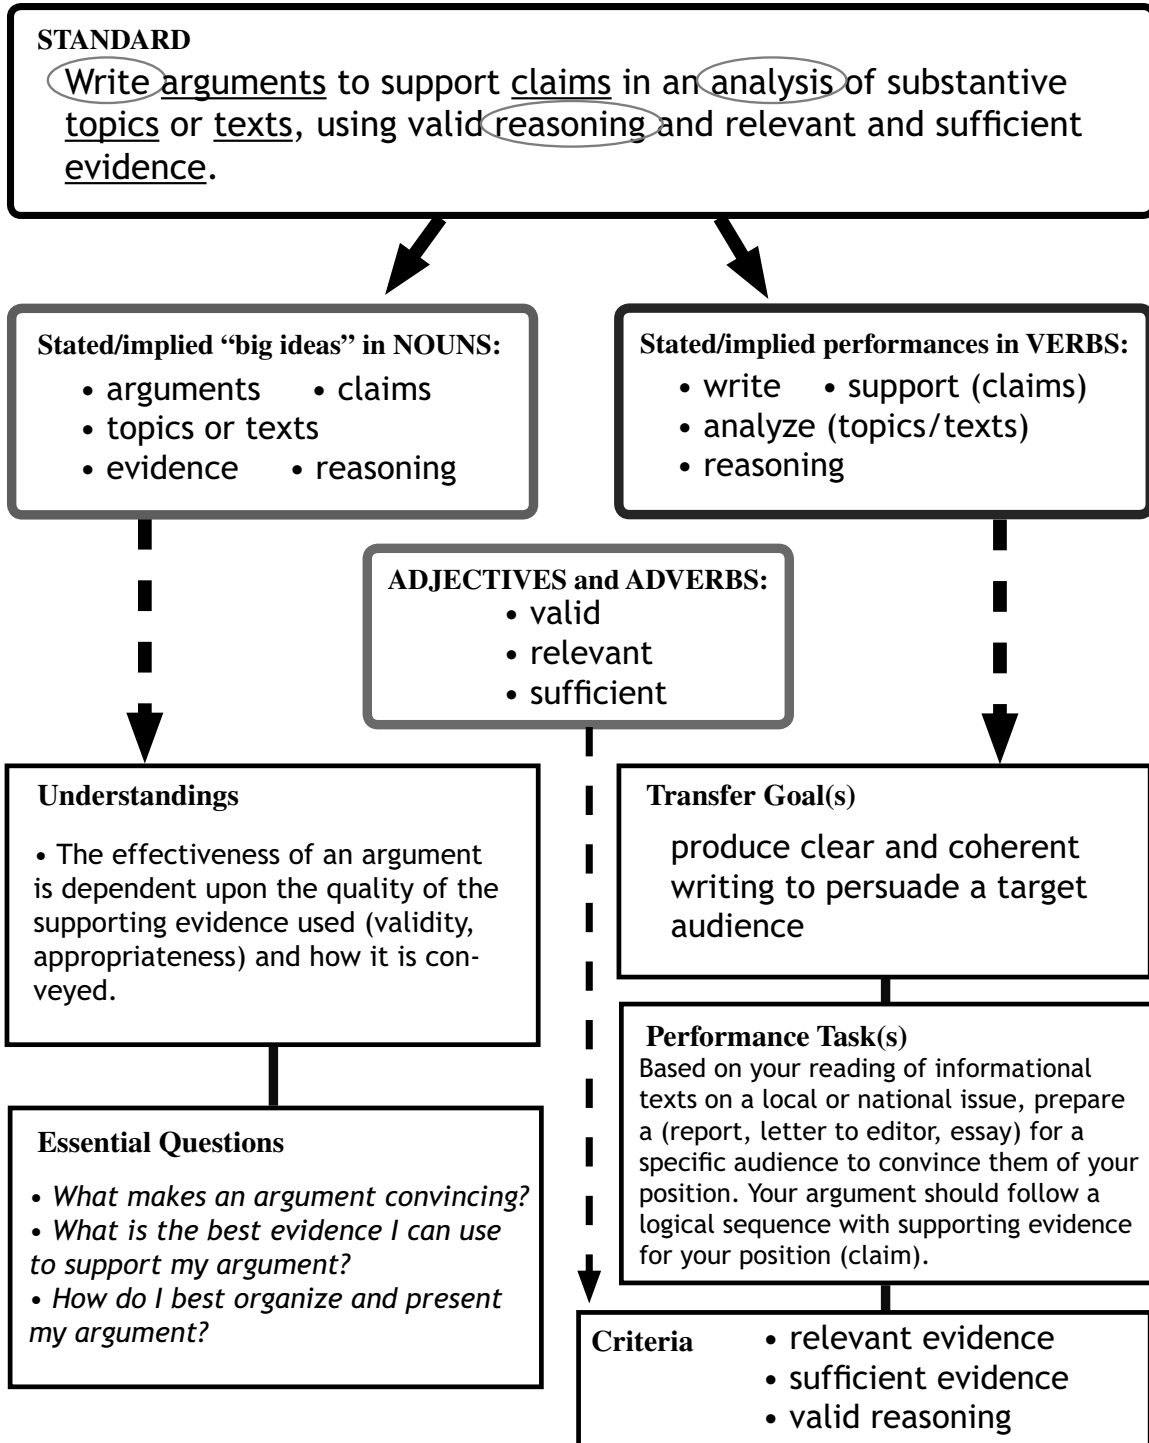 STANDARD
Write arguments to support claims in an analysis of substantive
topics or texts, using valid reasoning and relevant and sufficient
evidence.
Stated/implied “big ideas” in NOUNS:
• arguments • claims
• topics or texts
• evidence • reasoning
Stated/implied performances in VERBS:
• write • support (claims)
• analyze (topics/texts)
• reasoning
ADJECTIVES and ADVERBS:
• valid
• relevant
• sufficient
Understandings
• The effectiveness of an argument
is dependent upon the quality of the
supporting evidence used (validity,
appropriateness) and how it is con-
veyed.
Essential Questions
• What makes an argument convincing?
• What is the best evidence I can use
to support my argument?
• How do I best organize and present
my argument?
Transfer Goal(s)
produce clear and coherent
writing to persuade a target
audience
Performance Task(s)
Based on your reading of informational
texts on a local or national issue, prepare
a (report, letter to editor, essay) for a
specific audience to convince them of your
position. Your argument should follow a
logical sequence with supporting evidence
for your position (claim).
Criteria • relevant evidence
• sufficient evidence
• valid reasoning